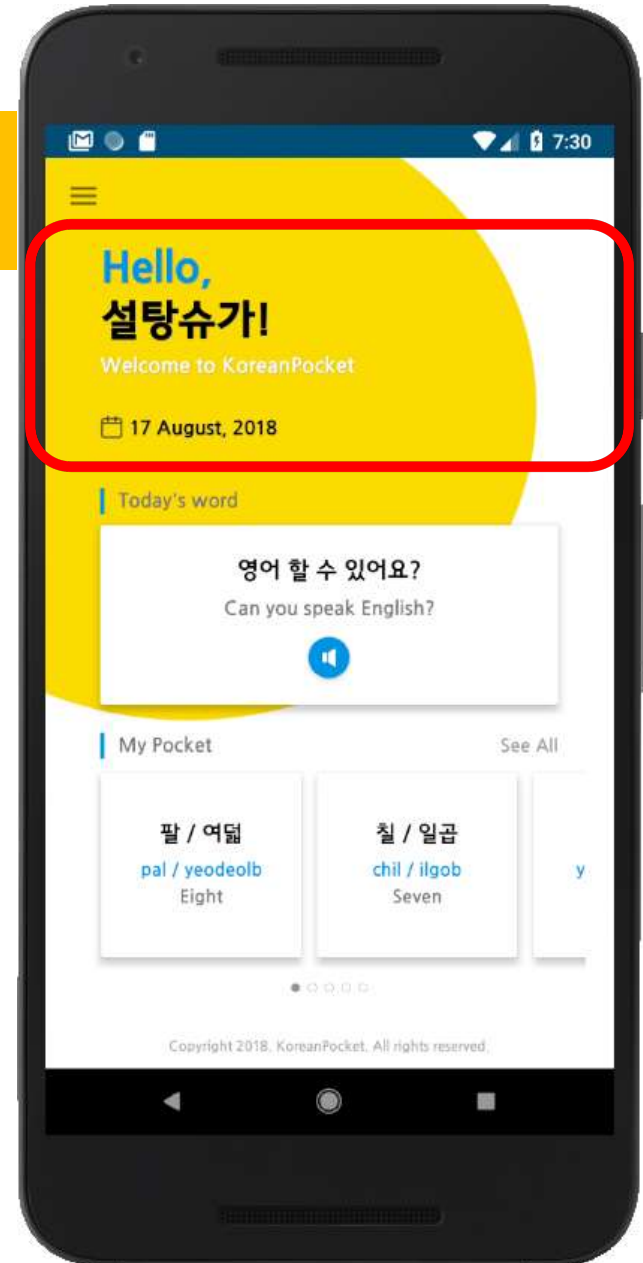 7:30
Hello,
설탕슈가!
Welcome to KoreanPocket
17 August, 2018
Today's word
영어 할 수 있어요?
Can you speak English?
My Pocket See All
팔 / 여덟 칠 / 일곱
pal / yeodeolb chil / ilgob y
Eight Seven
Copyright 2018. KoreanPocket. All rights reserved.